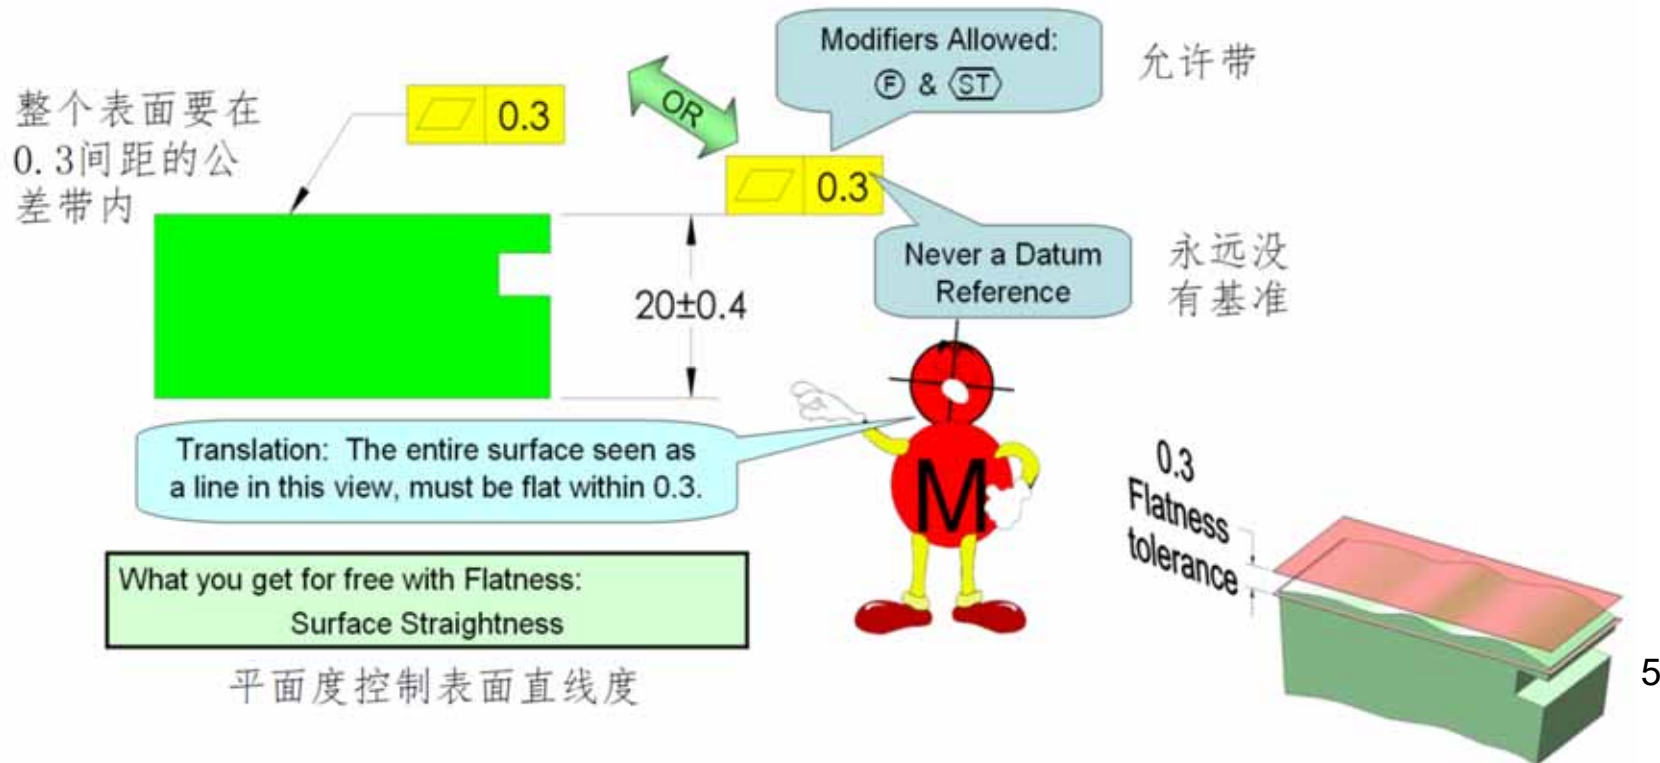 Modifiers Allowed:
Ⓕ & ST
允许带
整个表面要在
0.3间距的公
差带内
0.3
OR
0.3
Never a Datum
Reference
永远没
有基准
20±0.4
Translation: The entire surface seen as
a line in this view, must be flat within 0.3.
M
0.3
Flatness
tolerance
What you get for free with Flatness:
Surface Straightness
平面度控制表面直线度
5